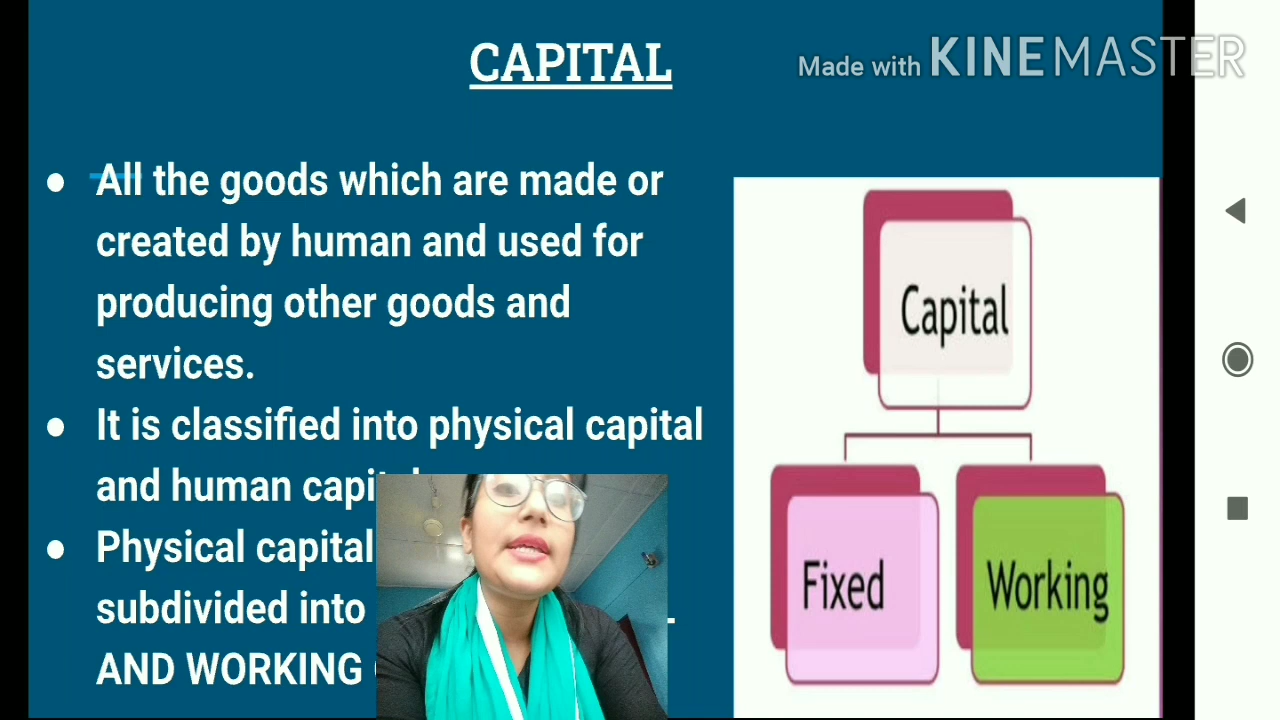 CAPITAL
Made with KINEMASTER
● All the goods which are made or
created by human and used for
producing other goods and
services.
● It is classified into physical capital
and human
● Physical capital
subdivided into
AND WORKING
Capital
Fixed
Working